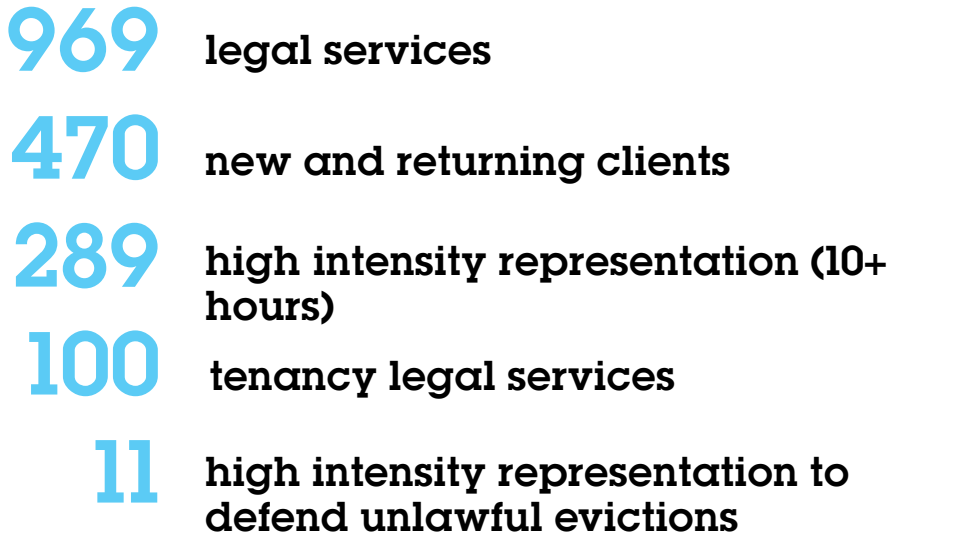 969 legal services
470 new and returning clients
289 high intensity representation (10+
hours)
100 tenancy legal services
11 high intensity representation to
defend unlawful evictions